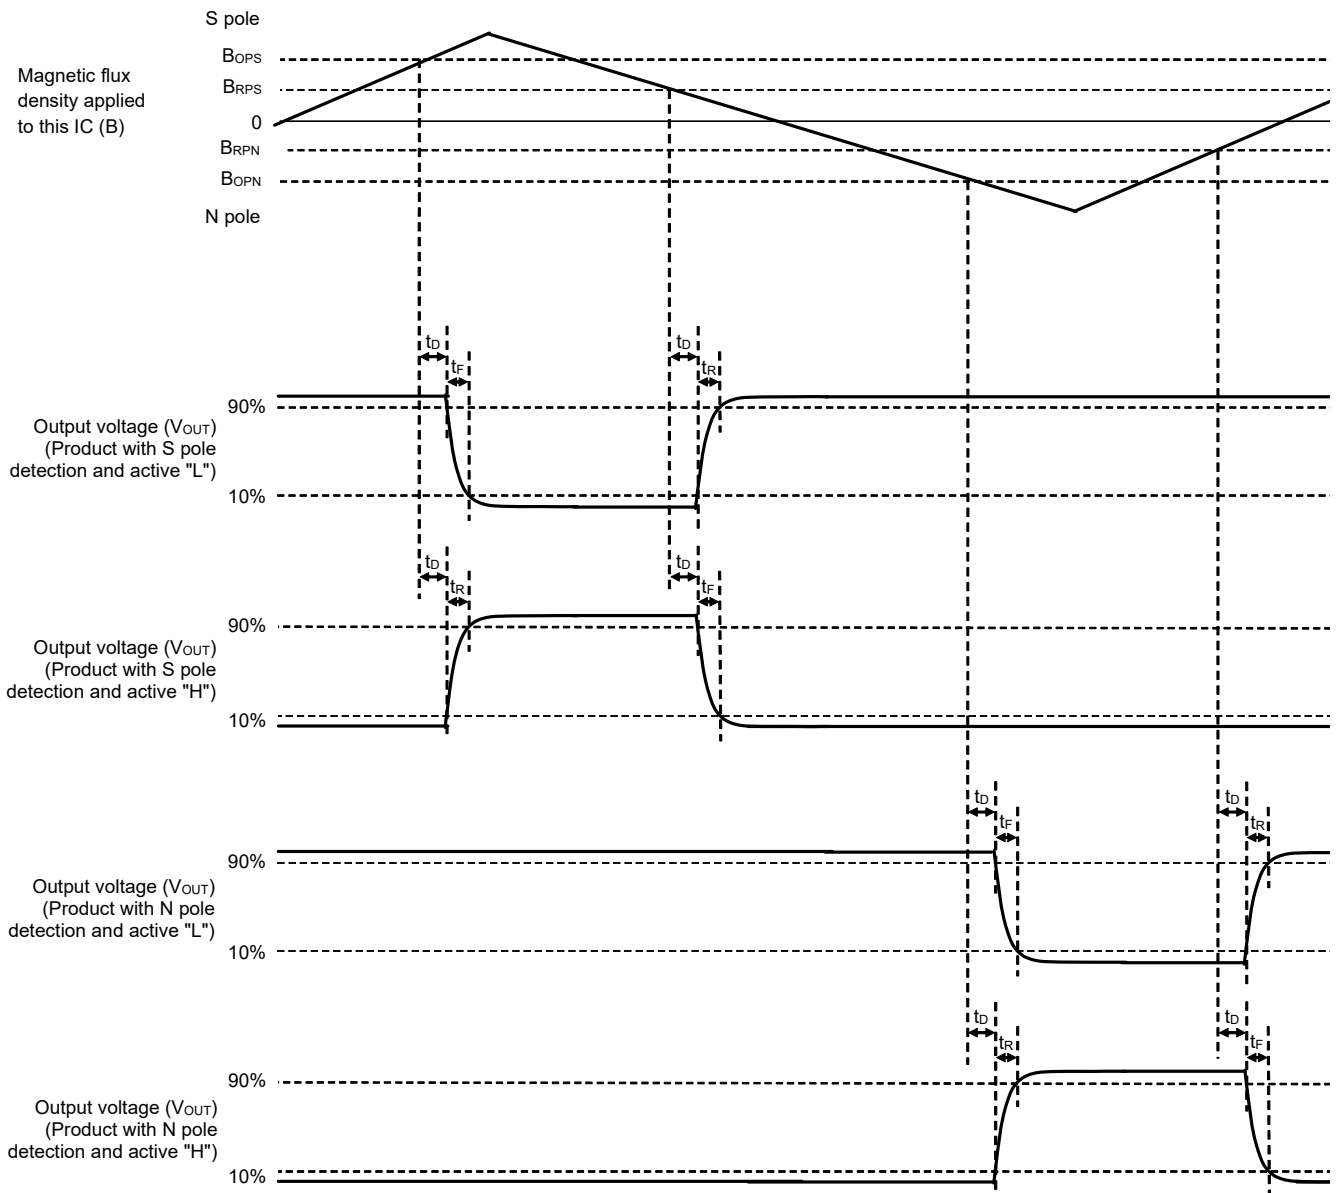 S pole
BOPS
BRPS
Magnetic flux
density applied
to this IC (B)
0
BRPN
BOPN
N pole
tD
tF
tD
tR
90%
Output voltage (VOUT)
(Product with S pole
detection and active "L")
10%
tD
tR
tD
tF
90%
Output voltage (VOUT)
(Product with S pole
detection and active "H")
10%
tD
tF
tD
tR
90%
Output voltage (VOUT)
(Product with N pole
detection and active "L")
10%
tD
tR
tD
tF
90%
Output voltage (VOUT)
(Product with N pole
detection and active "H")
10%